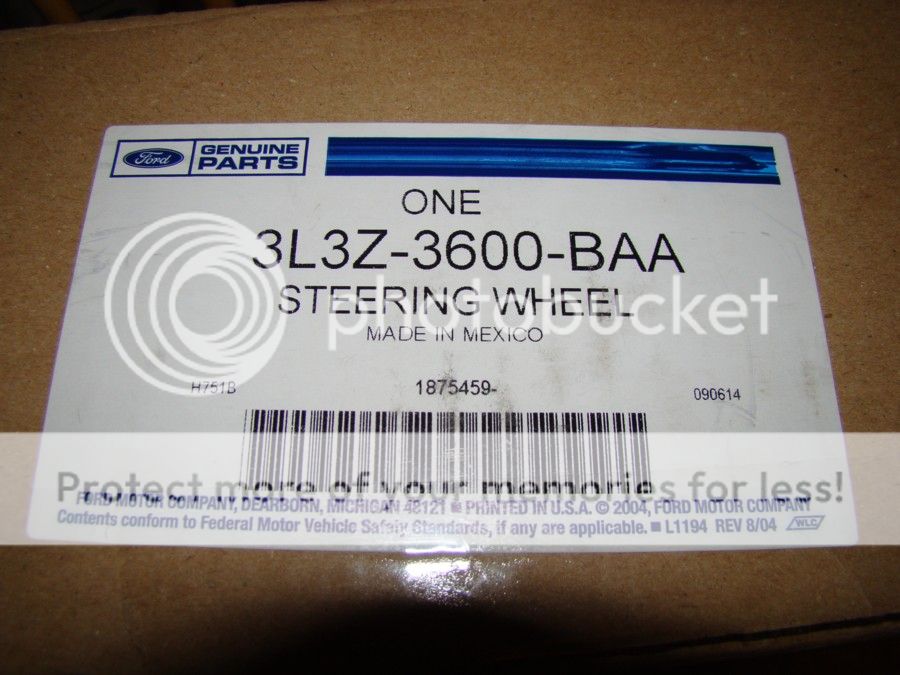 Ford GENUINE PARTS
ONE
3L3Z-3600-BAA
STEERING WHEEL
MADE IN MEXICO
H751B 1875459- 090614
photobucket
Protect more of your memories for less!
FORD MOTOR COMPANY, DEARBORN, MICHIGAN 48121 ■ PRINTED IN U.S.A. © 2004, FORD MOTOR COMPANY
Contents conform to Federal Motor Vehicle Safety Standards, if any are applicable. ■ L1194 REV 8/04 WLC